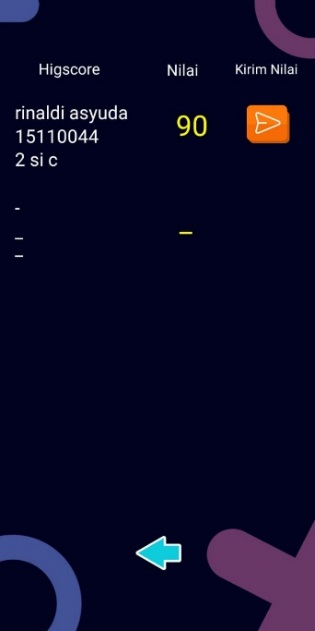 Higscore Nilai Kirim Nilai
rinaldi asyuda
15110044 90
2 si c
-
- -
-